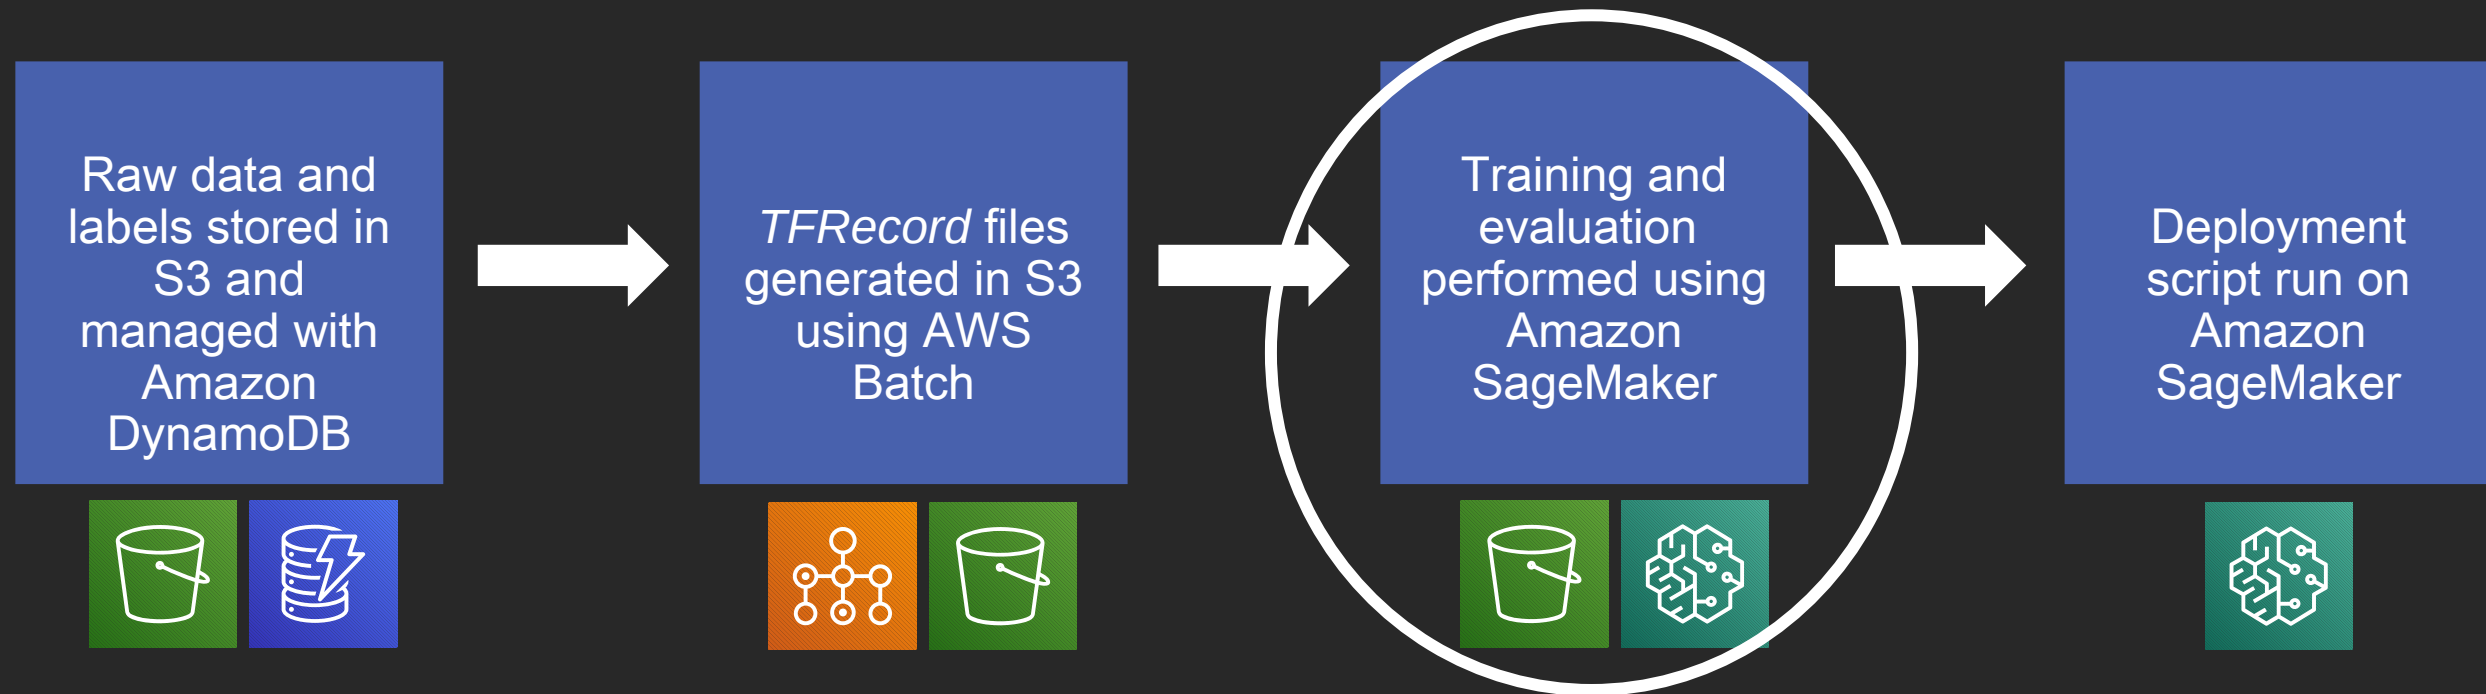 Raw data and
labels stored in
S3 and
managed with
Amazon
DynamoDB
TFRecord files
generated in S3
using AWS
Batch
Training and
evaluation
performed using
Amazon
SageMaker
Deployment
script run on
Amazon
SageMaker